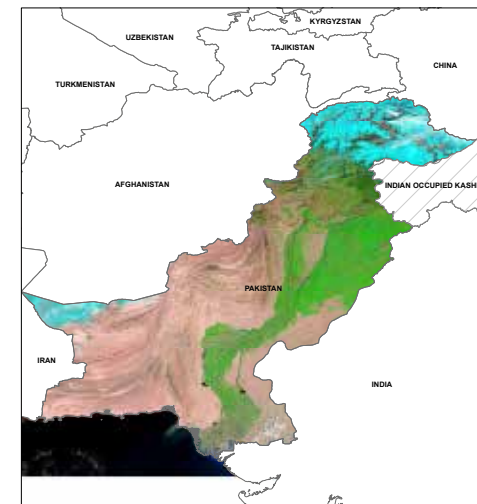 KYRGYZSTAN
UZBEKISTAN
TAJIKISTAN
CHINA
TURKMENISTAN
AFGHANISTAN
INDIAN OCCUPIED KASH
PAKISTAN
IRAN
INDIA